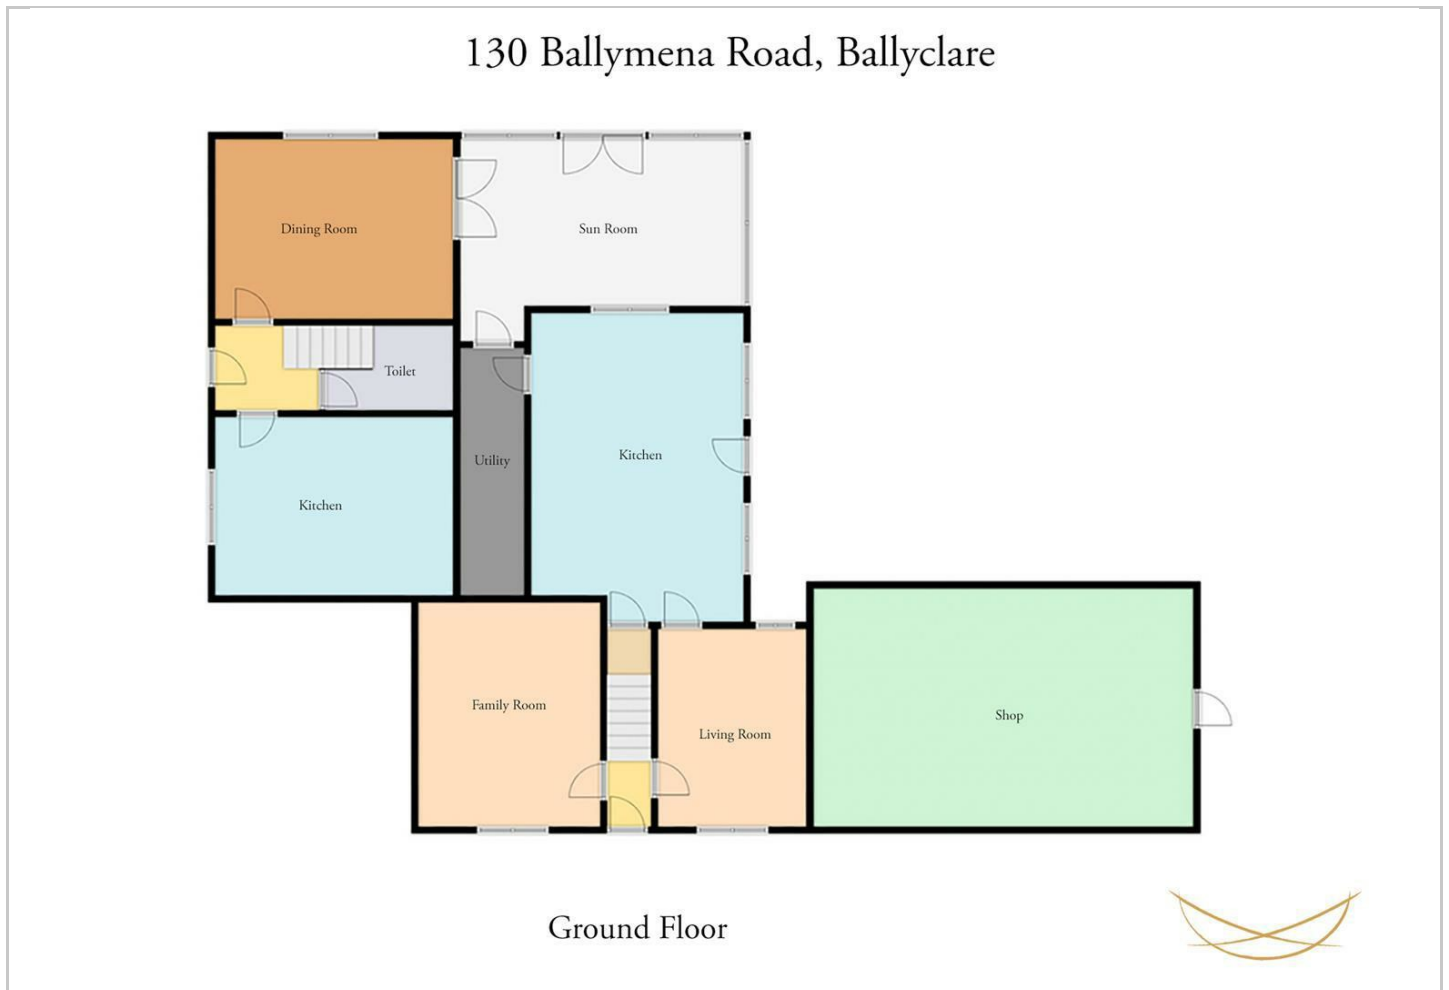 130 Ballymena Road, Ballyclare
Dining Room
Sun Room
Toilet
Kitchen
Utility
Kitchen
Family Room
Living Room
Shop
Ground Floor